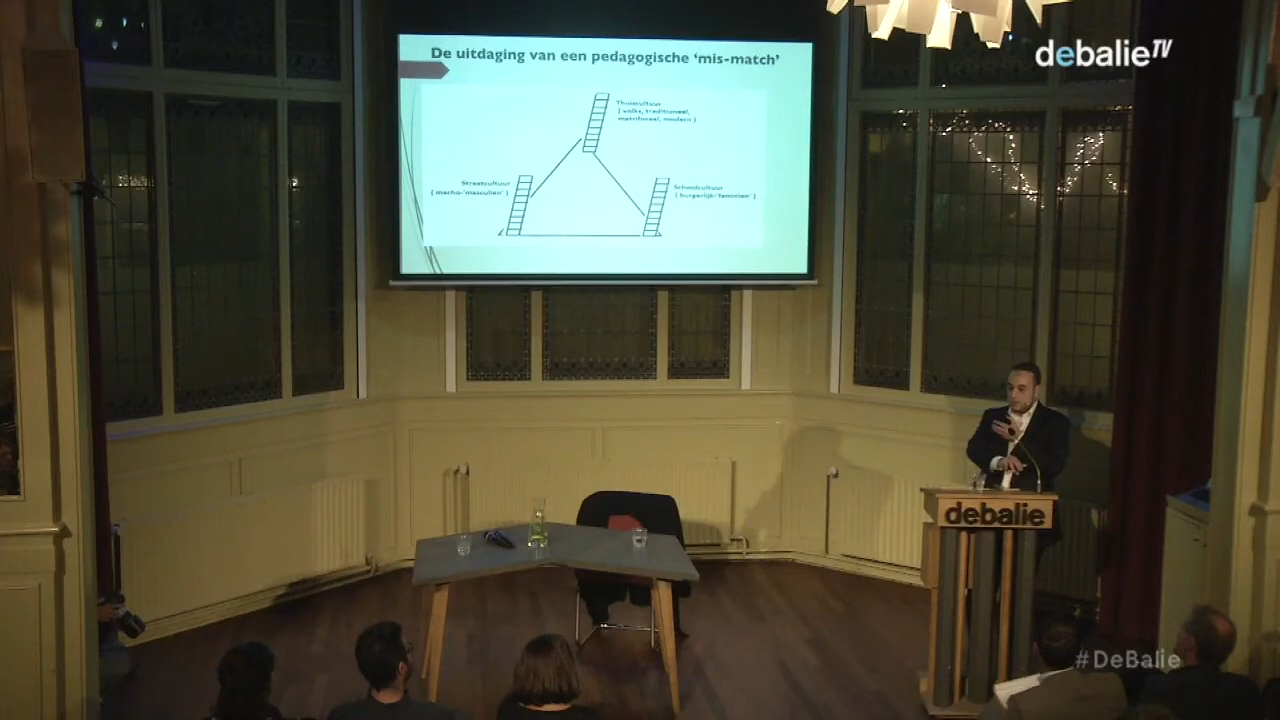 De uitdaging van een pedagogische ‘mis-match’
Thuiscultuur
( volks, traditioneel,
matrifocaal, modern )
Straatcultuur
( macho-'masculien' )
Schoolcultuur
( burgerlijk-'feminien' )
debalieTV
debalie
#DeBalie